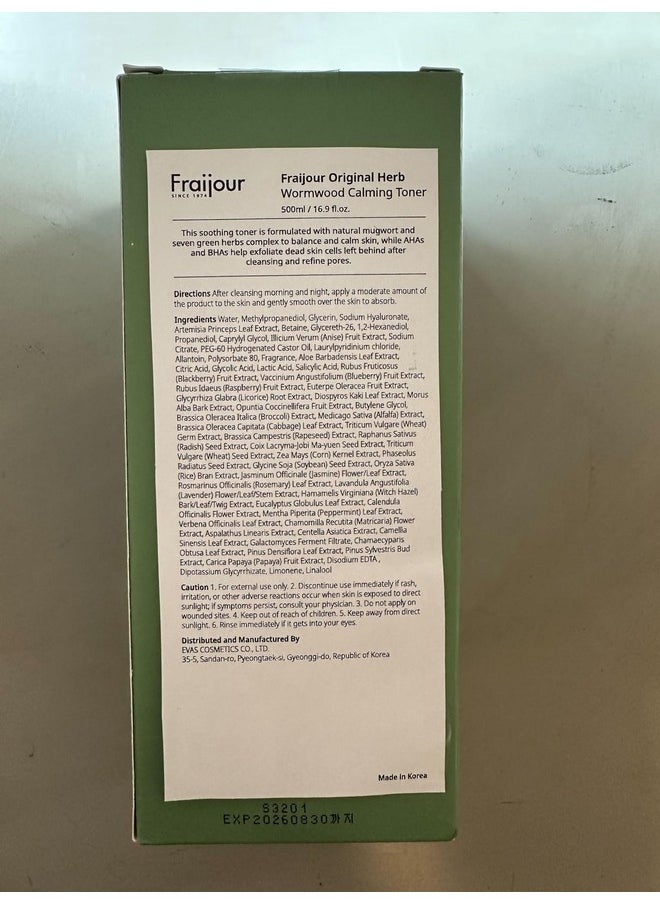 Fraijour
SINCE 1974
Fraijour Original Herb
Wormwood Calming Toner
500ml / 16.9 fl.oz.
This soothing toner is formulated with natural mugwort and
seven green herbs complex to balance and calm skin, while AHAs
and BHAs help exfoliate dead skin cells left behind after
cleansing and refine pores.
Directions After cleansing morning and night, apply a moderate amount of
the product to the skin and gently smooth over the skin to absorb.
Ingredients Water, Methylpropanediol, Glycerin, Sodium Hyaluronate,
Artemisia Princeps Leaf Extract, Betaine, Glycereth-26, 1,2-Hexanediol,
Propanediol, Caprylyl Glycol, Illicium Verum (Anise) Fruit Extract, Sodium
Citrate, PEG-60 Hydrogenated Castor Oil, Laurylpyridinium chloride,
Allantoin, Polysorbate 80, Fragrance, Aloe Barbadensis Leaf Extract,
Citric Acid, Glycolic Acid, Lactic Acid, Salicylic Acid, Rubus Fruticosus
(Blackberry) Fruit Extract, Vaccinium Angustifolium (Blueberry) Fruit Extract,
Rubus Idaeus (Raspberry) Fruit Extract, Euterpe Oleracea Fruit Extract,
Glycyrrhiza Glabra (Licorice) Root Extract, Diospyros Kaki Leaf Extract, Morus
Alba Bark Extract, Opuntia Coccinellifera Fruit Extract, Butylene Glycol,
Brassica Oleracea Italica (Broccoli) Extract, Medicago Sativa (Alfalfa) Extract,
Brassica Oleracea Capitata (Cabbage) Leaf Extract, Triticum Vulgare (Wheat)
Germ Extract, Brassica Campestris (Rapeseed) Extract, Raphanus Sativus
(Radish) Seed Extract, Coix Lacryma-Jobi Ma-yuen Seed Extract, Triticum
Vulgare (Wheat) Seed Extract, Zea Mays (Corn) Kernel Extract, Phaseolus
Radiatus Seed Extract, Glycine Soja (Soybean) Seed Extract, Oryza Sativa
(Rice) Bran Extract, Jasminum Officinale (Jasmine) Flower/Leaf Extract,
Rosmarinus Officinalis (Rosemary) Leaf Extract, Lavandula Angustifolia
(Lavender) Flower/Leaf/Stem Extract, Hamamelis Virginiana (Witch Hazel)
Bark/Leaf/Twig Extract, Eucalyptus Globulus Leaf Extract, Calendula
Officinalis Flower Extract, Mentha Piperita (Peppermint) Leaf Extract,
Verbena Officinalis Leaf Extract, Chamomilla Recutita (Matricaria) Flower
Extract, Aspalathus Linearis Extract, Centella Asiatica Extract, Camellia
Sinensis Leaf Extract, Galactomyces Ferment Filtrate, Chamaecyparis
Obtusa Leaf Extract, Pinus Densiflora Leaf Extract, Pinus Sylvestris Bud
Extract, Carica Papaya (Papaya) Fruit Extract, Disodium EDTA ,
Dipotassium Glycyrrhizate, Limonene, Linalool
Caution 1. For external use only. 2. Discontinue use immediately if rash,
irritation, or other adverse reactions occur when skin is exposed to direct
sunlight; if symptoms persist, consult your physician. 3. Do not apply on
wounded sites. 4. Keep out of reach of children. 5. Keep away from direct
sunlight. 6. Rinse immediately if it gets into your eyes.
Distributed and Manufactured By
EVAS COSMETICS CO., LTD.
35-5, Sandan-ro, Pyeongtaek-si, Gyeonggi-do, Republic of Korea
Made in Korea
S3201
EXP20260830까지